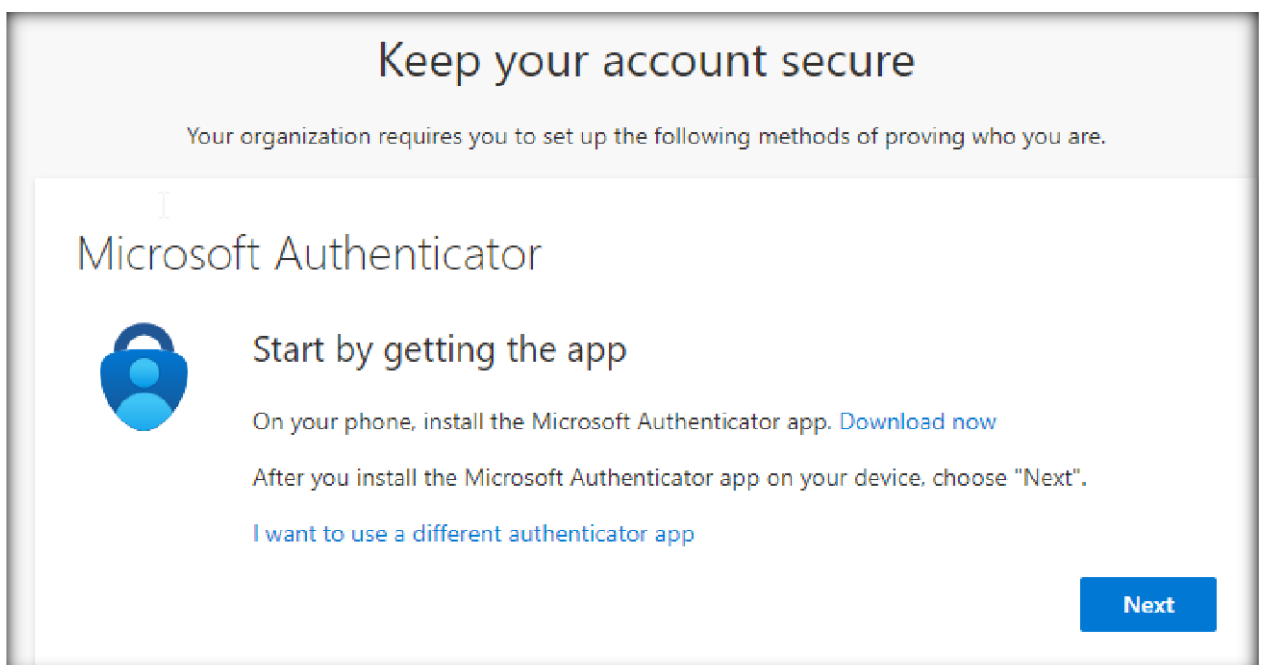 Keep your account secure
Your organization requires you to set up the following methods of proving who you are.
Microsoft Authenticator
Start by getting the app
On your phone, install the Microsoft Authenticator app. Download now
After you install the Microsoft Authenticator app on your device, choose "Next".
I want to use a different authenticator app
Next